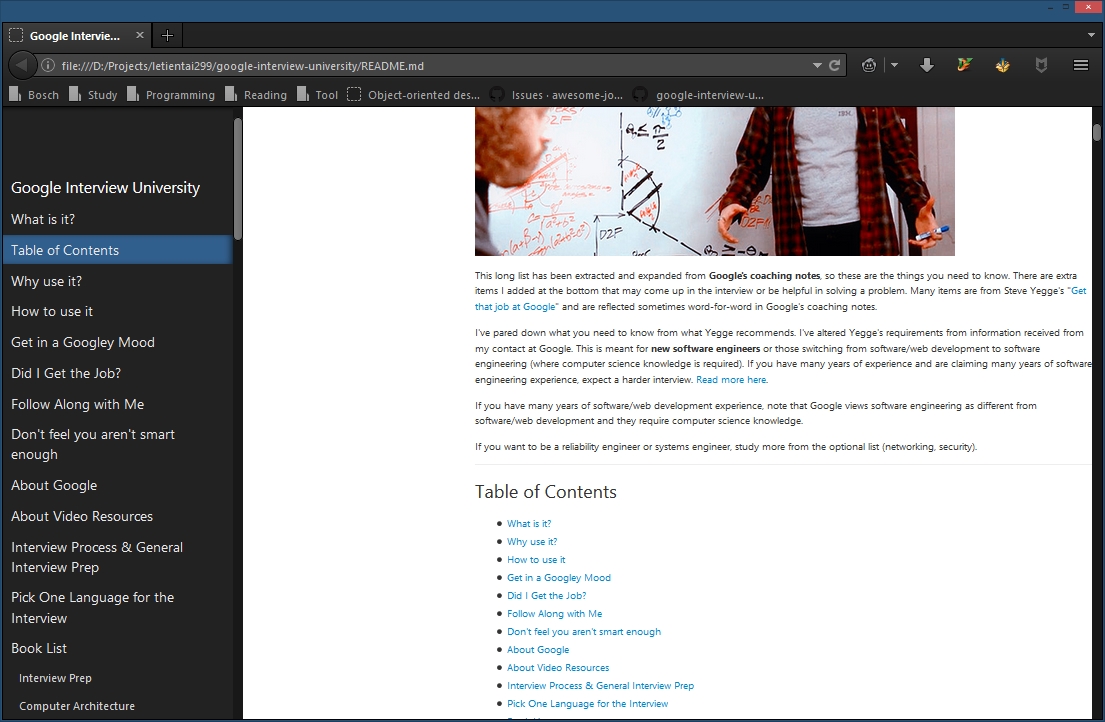 Google Intervie...
file:///D:/Projects/letientai299/google-interview-university/README.md
Bosch Study Programming Reading Tool Object-oriented des... Issues · awesome-jo... google-interview-u...
Google Interview University
What is it?
Table of Contents
Why use it?
How to use it
Get in a Googley Mood
Did I Get the Job?
Follow Along with Me
Don't feel you aren't smart
enough
About Google
About Video Resources
Interview Process & General
Interview Prep
Pick One Language for the
Interview
Book List
Interview Prep
Computer Architecture
IBM
D2F
D2F
This long list has been extracted and expanded from Google's coaching notes, so these are the things you need to know. There are extra
items I added at the bottom that may come up in the interview or be helpful in solving a problem. Many items are from Steve Yegge's "Get
that job at Google" and are reflected sometimes word-for-word in Google's coaching notes.
I've pared down what you need to know from what Yegge recommends. I've altered Yegge's requirements from information received from
my contact at Google. This is meant for new software engineers or those switching from software/web development to software
engineering (where computer science knowledge is required). If you have many years of experience and are claiming many years of software
engineering experience, expect a harder interview. Read more here.
If you have many years of software/web development experience, note that Google views software engineering as different from
software/web development and they require computer science knowledge.
If you want to be a reliability engineer or systems engineer, study more from the optional list (networking, security).
Table of Contents
What is it?
Why use it?
How to use it
Get in a Googley Mood
Did I Get the Job?
Follow Along with Me
Don't feel you aren't smart enough
About Google
About Video Resources
Interview Process & General Interview Prep
Pick One Language for the Interview